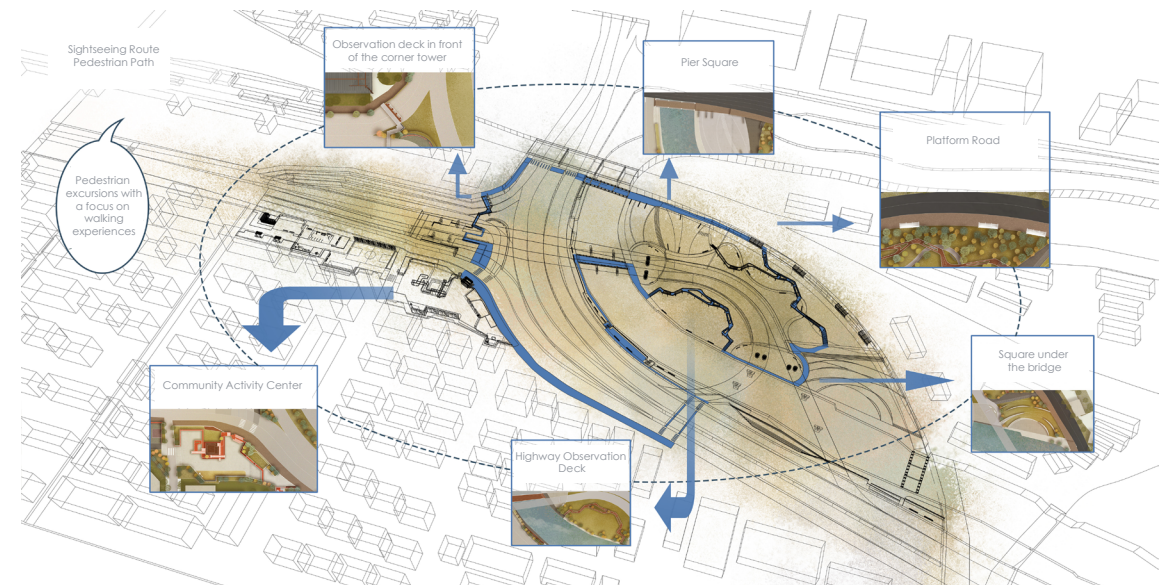 Sightseeing Route
Pedestrian Path
Observation deck in front
of the corner tower
Pier Square
Platform Road
Pedestrian
excursions with
a focus on
walking
experiences
Community Activity Center
Highway Observation
Deck
Square under
the bridge